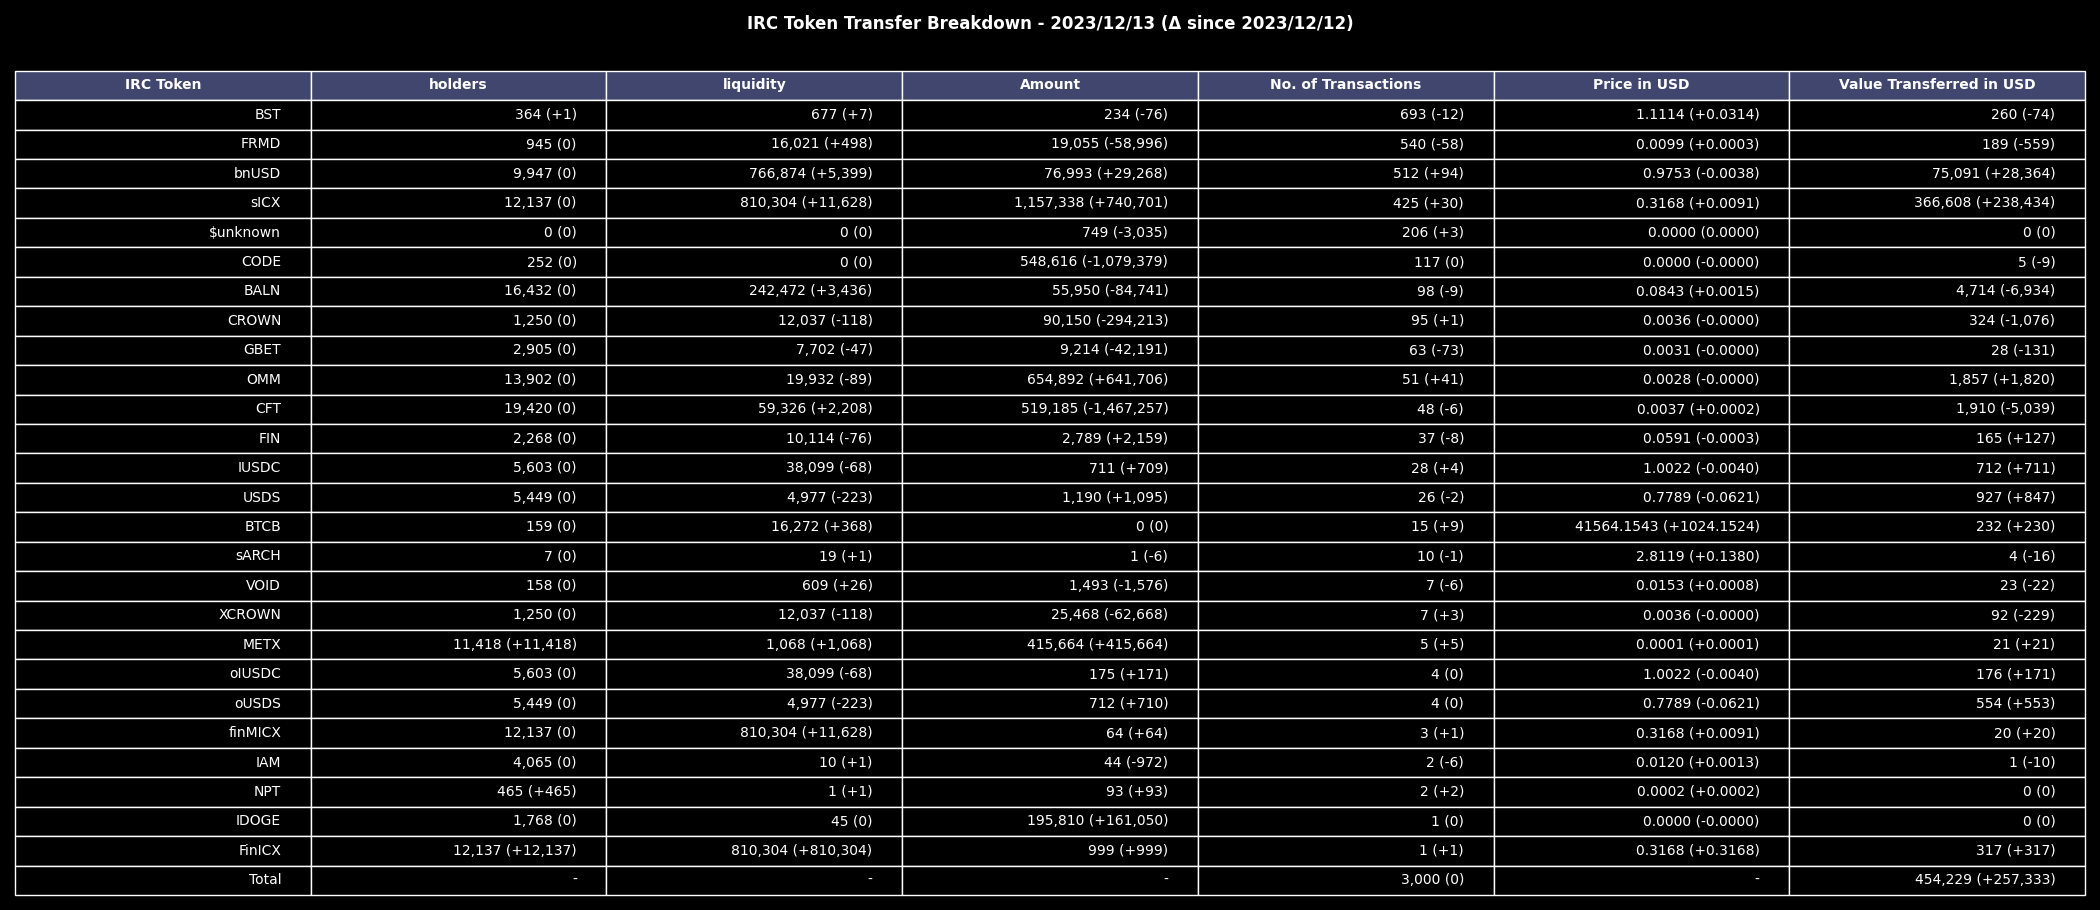 IRC Token Transfer Breakdown - 2023/12/13 (Δ since 2023/12/12)
IRC Token holders liquidity Amount No. of Transactions Price in USD Value Transferred in USD
BST 364 (+1) 677 (+7) 234 (-76) 693 (-12) 1.1114 (+0.0314) 260 (-74)
FRMD 945 (0) 16,021 (+498) 19,055 (-58,996) 540 (-58) 0.0099 (+0.0003) 189 (-559)
bnUSD 9,947 (0) 766,874 (+5,399) 76,993 (+29,268) 512 (+94) 0.9753 (-0.0038) 75,091 (+28,364)
sICX 12,137 (0) 810,304 (+11,628) 1,157,338 (+740,701) 425 (+30) 0.3168 (+0.0091) 366,608 (+238,434)
$unknown 0 (0) 0 (0) 749 (-3,035) 206 (+3) 0.0000 (0.0000) 0 (0)
CODE 252 (0) 0 (0) 548,616 (-1,079,379) 117 (0) 0.0000 (-0.0000) 5 (-9)
BALN 16,432 (0) 242,472 (+3,436) 55,950 (-84,741) 98 (-9) 0.0843 (+0.0015) 4,714 (-6,934)
CROWN 1,250 (0) 12,037 (-118) 90,150 (-294,213) 95 (+1) 0.0036 (-0.0000) 324 (-1,076)
GBET 2,905 (0) 7,702 (-47) 9,214 (-42,191) 63 (-73) 0.0031 (-0.0000) 28 (-131)
OMM 13,902 (0) 19,932 (-89) 654,892 (+641,706) 51 (+41) 0.0028 (-0.0000) 1,857 (+1,820)
CFT 19,420 (0) 59,326 (+2,208) 519,185 (-1,467,257) 48 (-6) 0.0037 (+0.0002) 1,910 (-5,039)
FIN 2,268 (0) 10,114 (-76) 2,789 (+2,159) 37 (-8) 0.0591 (-0.0003) 165 (+127)
IUSDC 5,603 (0) 38,099 (-68) 711 (+709) 28 (+4) 1.0022 (-0.0040) 712 (+711)
USDS 5,449 (0) 4,977 (-223) 1,190 (+1,095) 26 (-2) 0.7789 (-0.0621) 927 (+847)
BTCB 159 (0) 16,272 (+368) 0 (0) 15 (+9) 41564.1543 (+1024.1524) 232 (+230)
sARCH 7 (0) 19 (+1) 1 (-6) 10 (-1) 2.8119 (+0.1380) 4 (-16)
VOID 158 (0) 609 (+26) 1,493 (-1,576) 7 (-6) 0.0153 (+0.0008) 23 (-22)
XCROWN 1,250 (0) 12,037 (-118) 25,468 (-62,668) 7 (+3) 0.0036 (-0.0000) 92 (-229)
METX 11,418 (+11,418) 1,068 (+1,068) 415,664 (+415,664) 5 (+5) 0.0001 (+0.0001) 21 (+21)
oIUSDC 5,603 (0) 38,099 (-68) 175 (+171) 4 (0) 1.0022 (-0.0040) 176 (+171)
oUSDS 5,449 (0) 4,977 (-223) 712 (+710) 4 (0) 0.7789 (-0.0621) 554 (+553)
finMICX 12,137 (0) 810,304 (+11,628) 64 (+64) 3 (+1) 0.3168 (+0.0091) 20 (+20)
IAM 4,065 (0) 10 (+1) 44 (-972) 2 (-6) 0.0120 (+0.0013) 1 (-10)
NPT 465 (+465) 1 (+1) 93 (+93) 2 (+2) 0.0002 (+0.0002) 0 (0)
IDOGE 1,768 (0) 45 (0) 195,810 (+161,050) 1 (0) 0.0000 (-0.0000) 0 (0)
FinICX 12,137 (+12,137) 810,304 (+810,304) 999 (+999) 1 (+1) 0.3168 (+0.3168) 317 (+317)
Total - - - 3,000 (0) - 454,229 (+257,333)